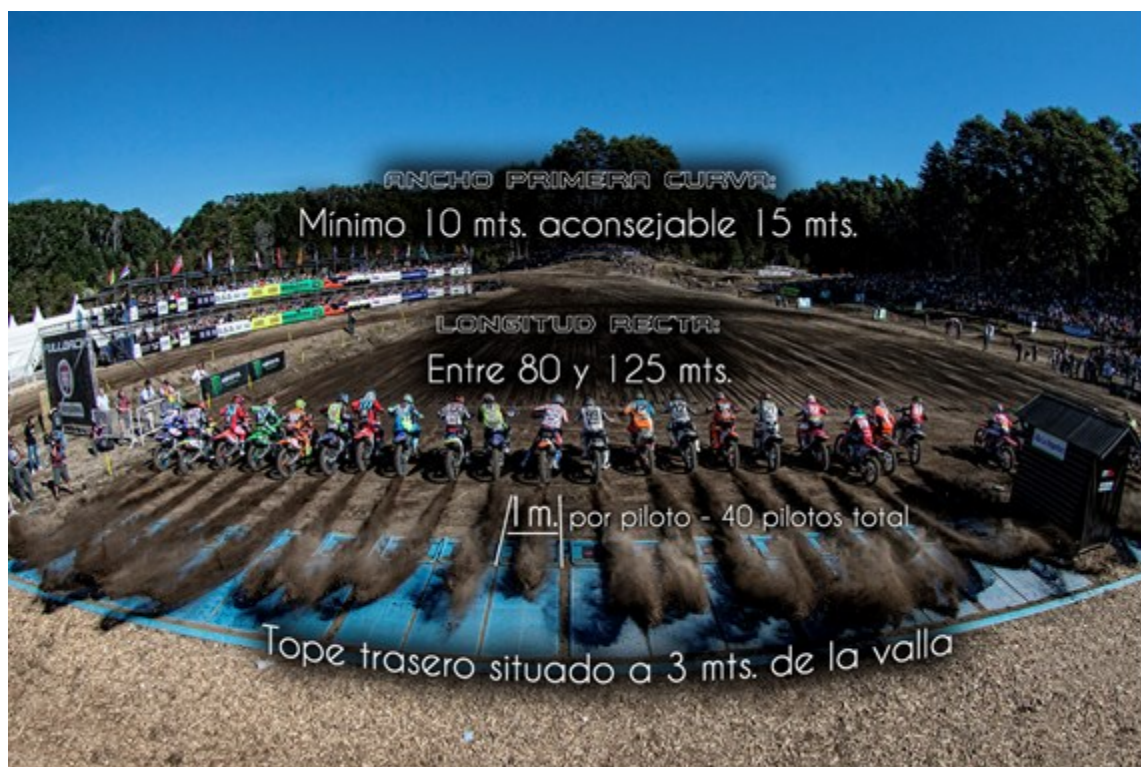 ANCHO PRIMERA CURVA:
Mínimo 10 mts. aconsejable 15 mts.
LONGITUD RECTA:
Entre 80 y 125 mts.
1 m. por piloto - 40 pilotos total
Tope trasero situado a 3 mts. de la valla